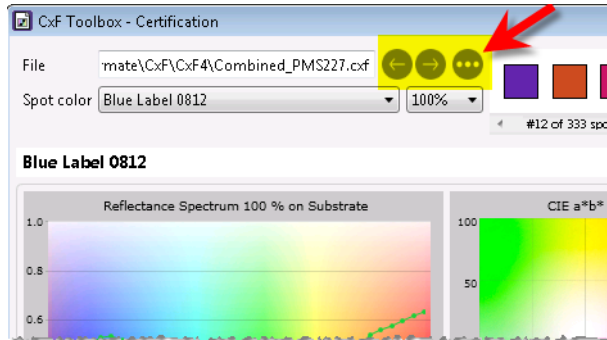 CxF Toolbox - Certification
File
mate\CxF\CxF4\Combined_PMS227.cxf
Spot color
Blue Label 0812
100%
#12 of 333 spo
Blue Label 0812
Reflectance Spectrum 100 % on Substrate
CIE a*b*
1.0
100
0.8
50
0.6